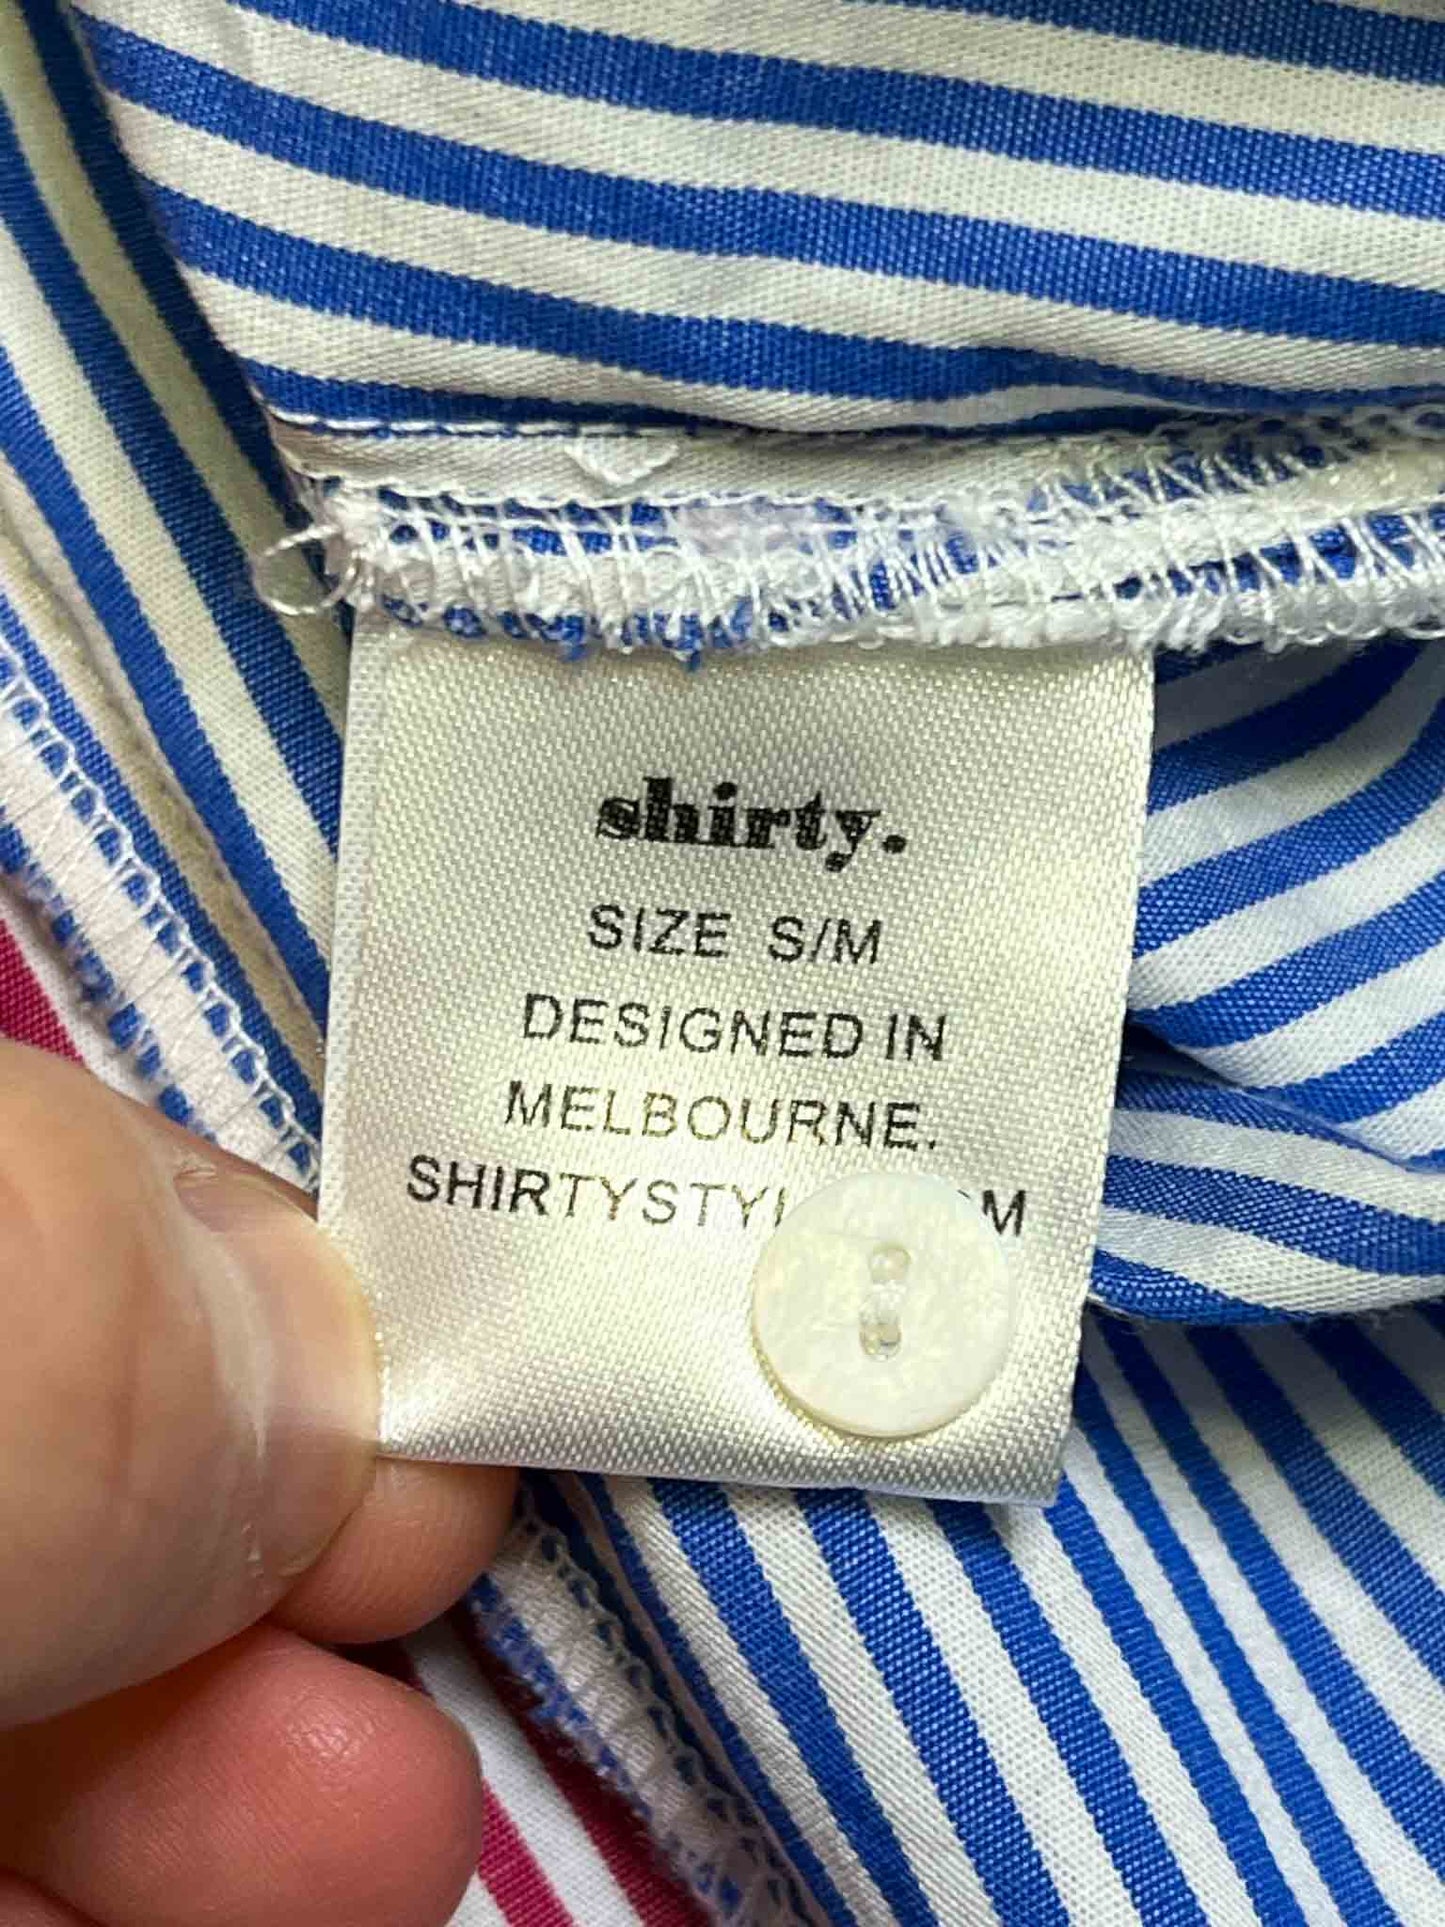 shirty.
SIZE S/M
DESIGNED IN
MELBOURNE.